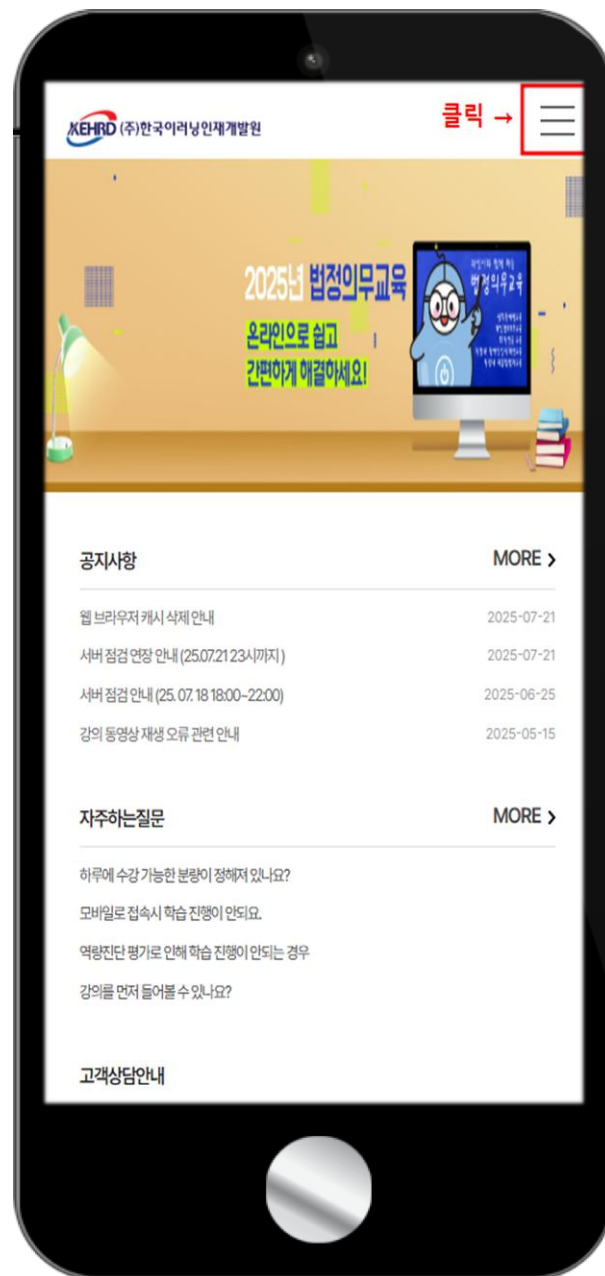 KEHRD (주)한국이러닝인재개발원
클릭 →
2025년 법정의무교육
온라인으로 쉽고
간편하게 해결하세요!
법정의무교육
공지사항 MORE >
웹 브라우저 캐시 삭제 안내 2025-07-21
서버 점검 연장 안내 (25.07.21 23시까지 ) 2025-07-21
서버 점검 안내 (25. 07. 18 18:00~22:00) 2025-06-25
강의 동영상 재생 오류 관련 안내 2025-05-15
자주하는질문 MORE >
하루에 수강 가능한 분량이 정해져 있나요?
모바일로 접속시 학습 진행이 안되요.
역량진단 평가로 인해 학습 진행이 안되는 경우
강의를 먼저 들어볼 수 있나요?
고객상담안내